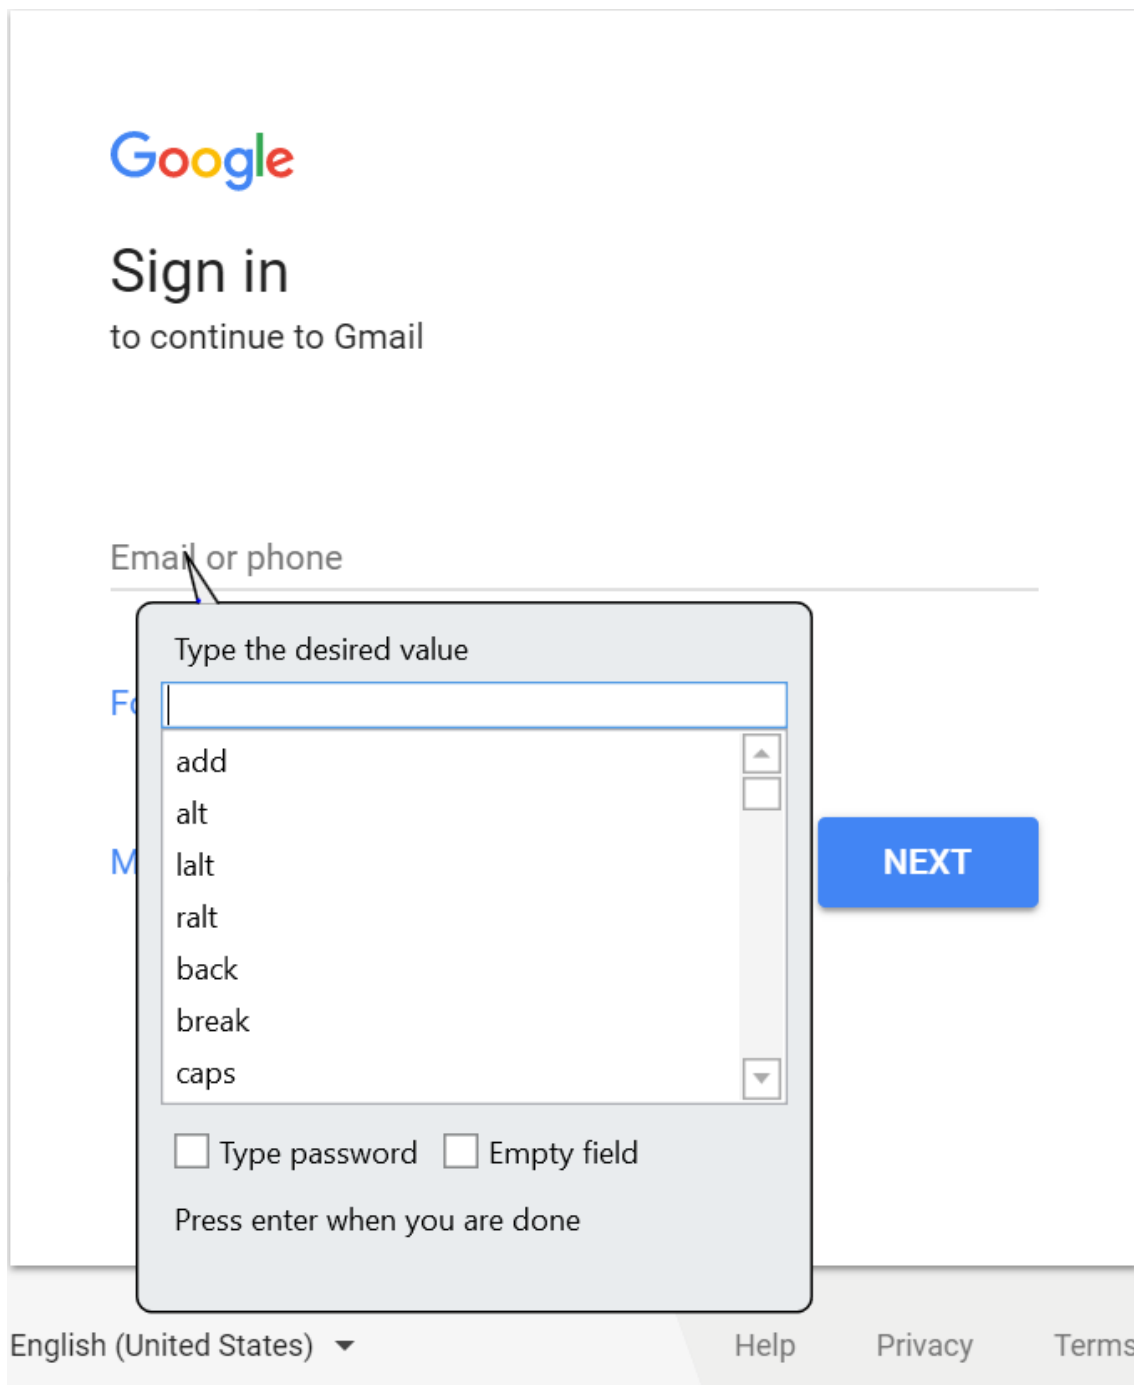 Google
Sign in
to continue to Gmail
Email or phone
Type the desired value
add
alt
lalt
ralt
back
break
caps
NEXT
Type password Empty field
Press enter when you are done
English (United States) Help Privacy Terms